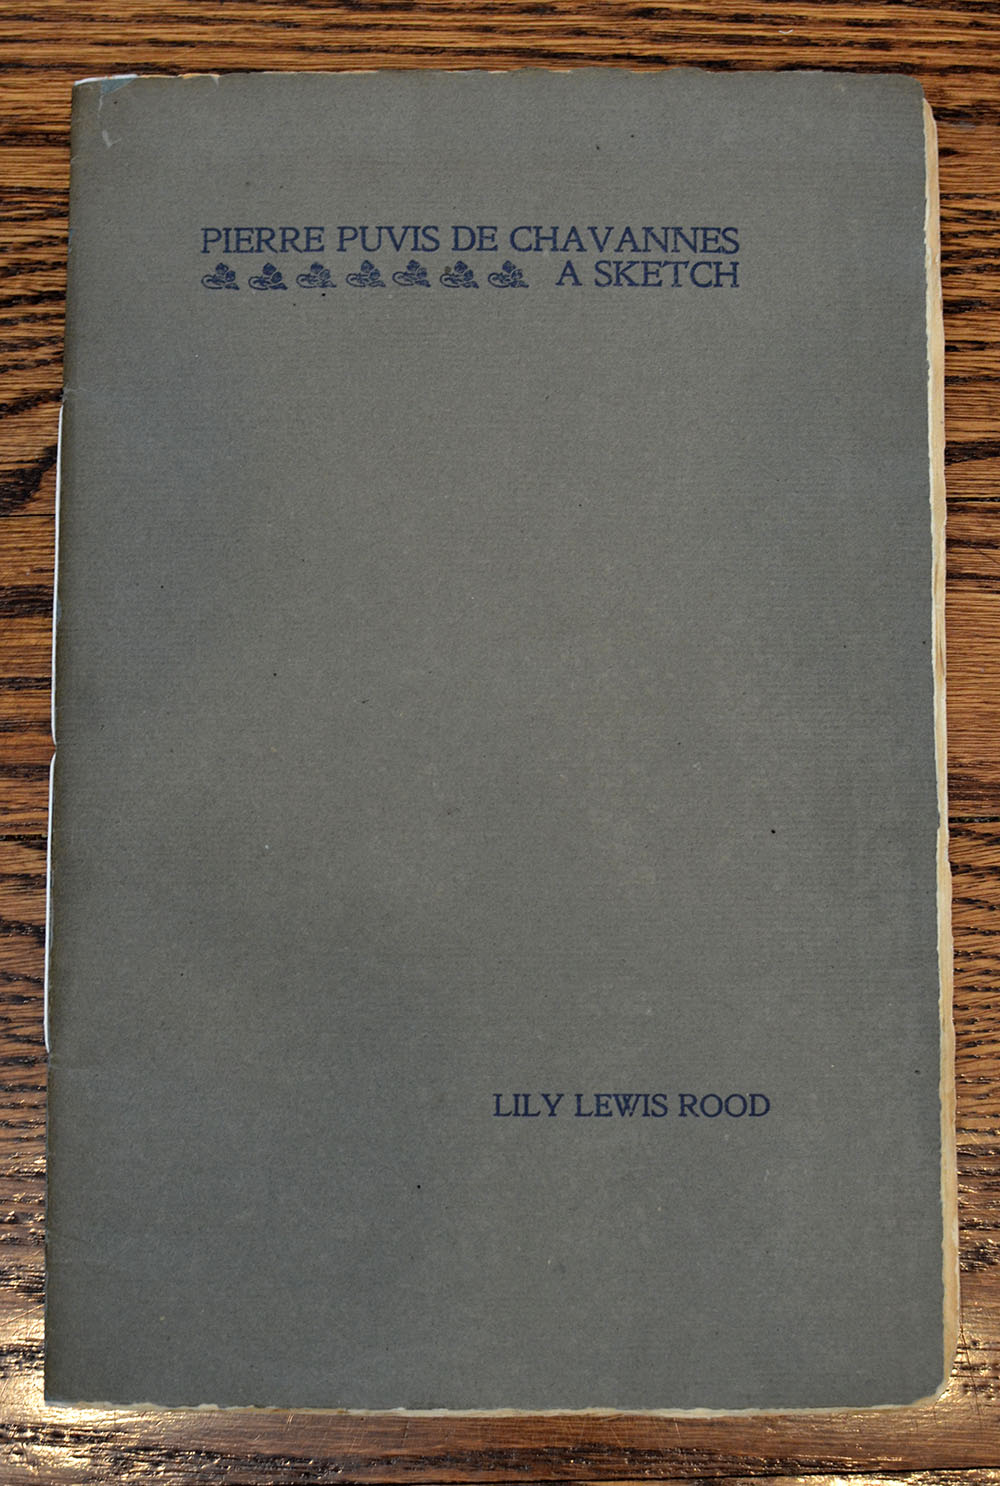 PIERRE PUVIS DE CHAVANNES
A SKETCH
LILY LEWIS ROOD